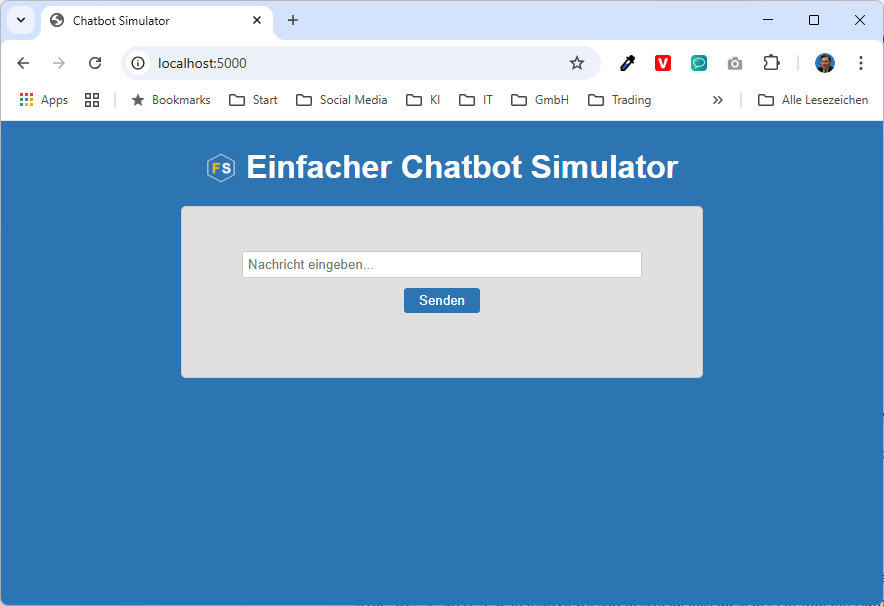 Chatbot Simulator
localhost:5000
Apps Bookmarks Start Social Media KI IT GmbH Trading Alle Lesezeichen
FS Einfacher Chatbot Simulator
Nachricht eingeben...
Senden